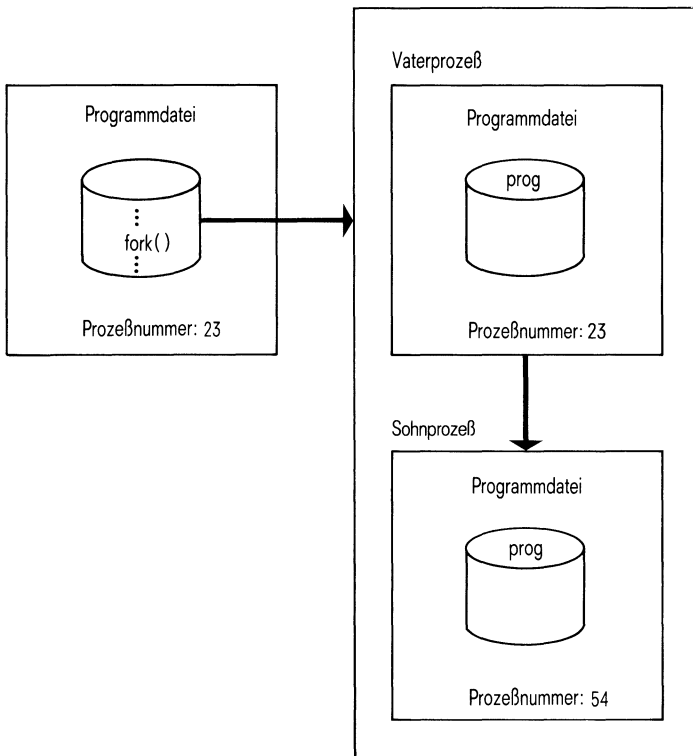 Programmdatei
fork()
Prozeßnummer: 23
Vaterprozeß
Programmdatei
prog
Prozeßnummer: 23
Sohnprozeß
Programmdatei
prog
Prozeßnummer: 54